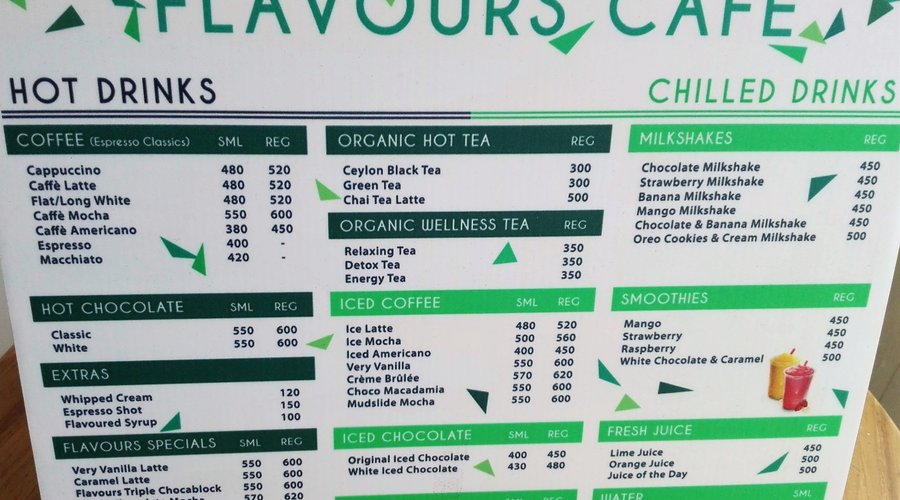 FLAVOURS CAFE
HOT DRINKS
COFFEE (Espresso Classics) SML REG
Cappuccino 480 520
Caffè Latte 480 520
Flat/Long White 480 520
Caffè Mocha 550 600
Caffè Americano 380 450
Espresso 400 -
Macchiato 420 -
HOT CHOCOLATE SML REG
Classic 550 600
White 550 600
EXTRAS
Whipped Cream 120
Espresso Shot 150
Flavoured Syrup 100
FLAVOURS SPECIALS SML REG
Very Vanilla Latte 550 600
Caramel Latte 550 600
Flavours Triple Chocablock 550 600
Mocha 570 620
ORGANIC HOT TEA REG
Ceylon Black Tea 300
Green Tea 300
Chai Tea Latte 500
ORGANIC WELLNESS TEA REG
Relaxing Tea 350
Detox Tea 350
Energy Tea 350
ICED COFFEE SML REG
Ice Latte 480 520
Ice Mocha 500 560
Iced Americano 400 450
Very Vanilla 550 600
Crème Brûlée 570 620
Choco Macadamia 550 600
Mudslide Mocha 550 600
ICED CHOCOLATE SML REG
Original Iced Chocolate 400 450
White Iced Chocolate 430 480
CHILLED DRINKS
MILKSHAKES REG
Chocolate Milkshake 450
Strawberry Milkshake 450
Banana Milkshake 450
Mango Milkshake 450
Chocolate & Banana Milkshake 450
Oreo Cookies & Cream Milkshake 500
SMOOTHIES REG
Mango 450
Strawberry 450
Raspberry 450
White Chocolate & Caramel 500
FRESH JUICE REG
Lime Juice 450
Orange Juice 500
Juice of the Day 500
WATER SML